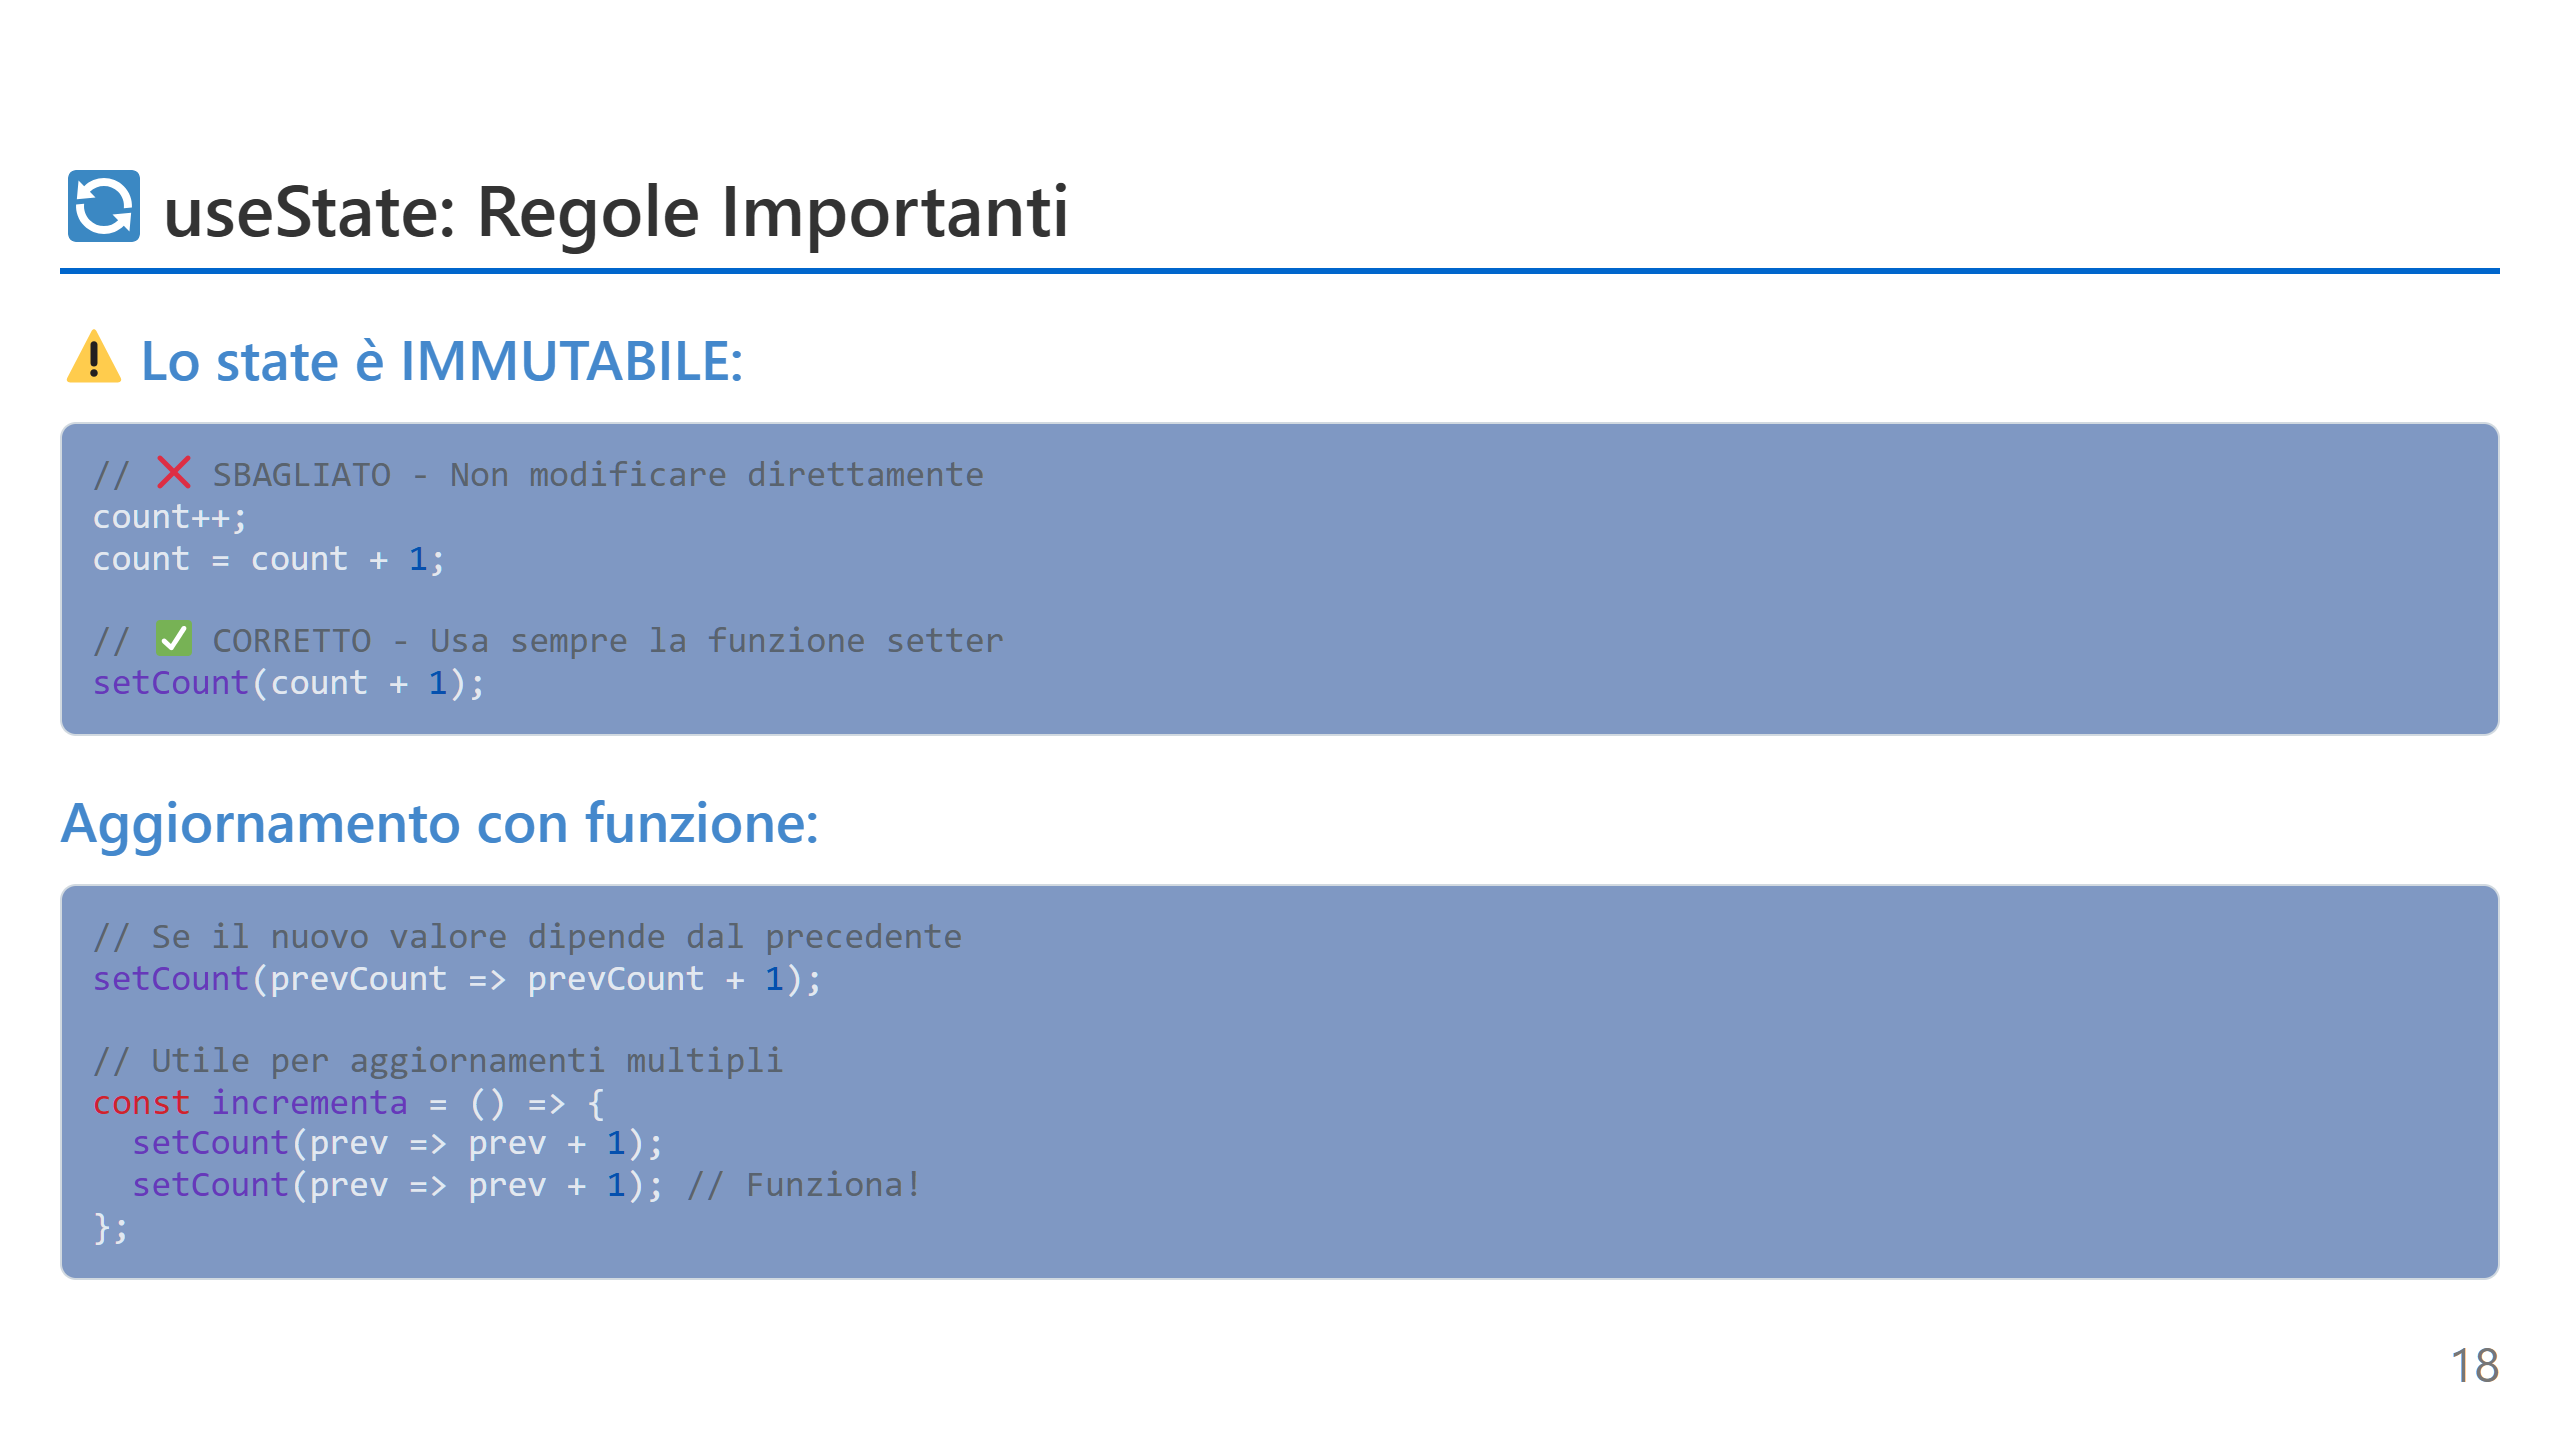 🔄 useState: Regole Importanti
⚠️ Lo state è IMMUTABILE:
// ❌ SBAGLIATO - Non modificare direttamente
count++;
count = count + 1;
// ✅ CORRETTO - Usa sempre la funzione setter
setCount(count + 1);
Aggiornamento con funzione:
// Se il nuovo valore dipende dal precedente
setCount(prevCount => prevCount + 1);
// Utile per aggiornamenti multipli
const incrementa = () => {
  setCount(prev => prev + 1);
  setCount(prev => prev + 1); // Funziona!
};
18